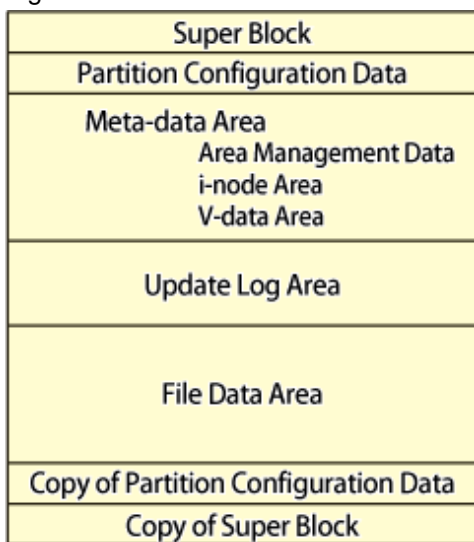 Super Block
Partition Configuration Data
Meta-data Area
Area Management Data
i-node Area
V-data Area
Update Log Area
File Data Area
Copy of Partition Configuration Data
Copy of Super Block